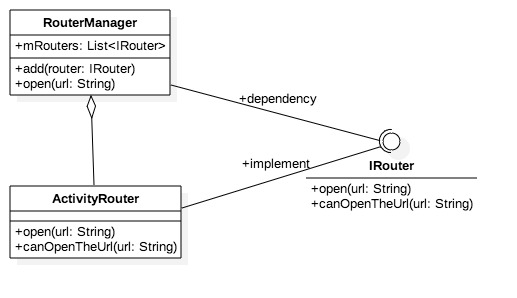 RouterManager
+mRouters: List<IRouter>
+add(router: IRouter)
+open(url: String)
+dependency
+implement
IRouter
+open(url: String)
+canOpenTheUrl(url: String)
ActivityRouter
+open(url: String)
+canOpenTheUrl(url: String)